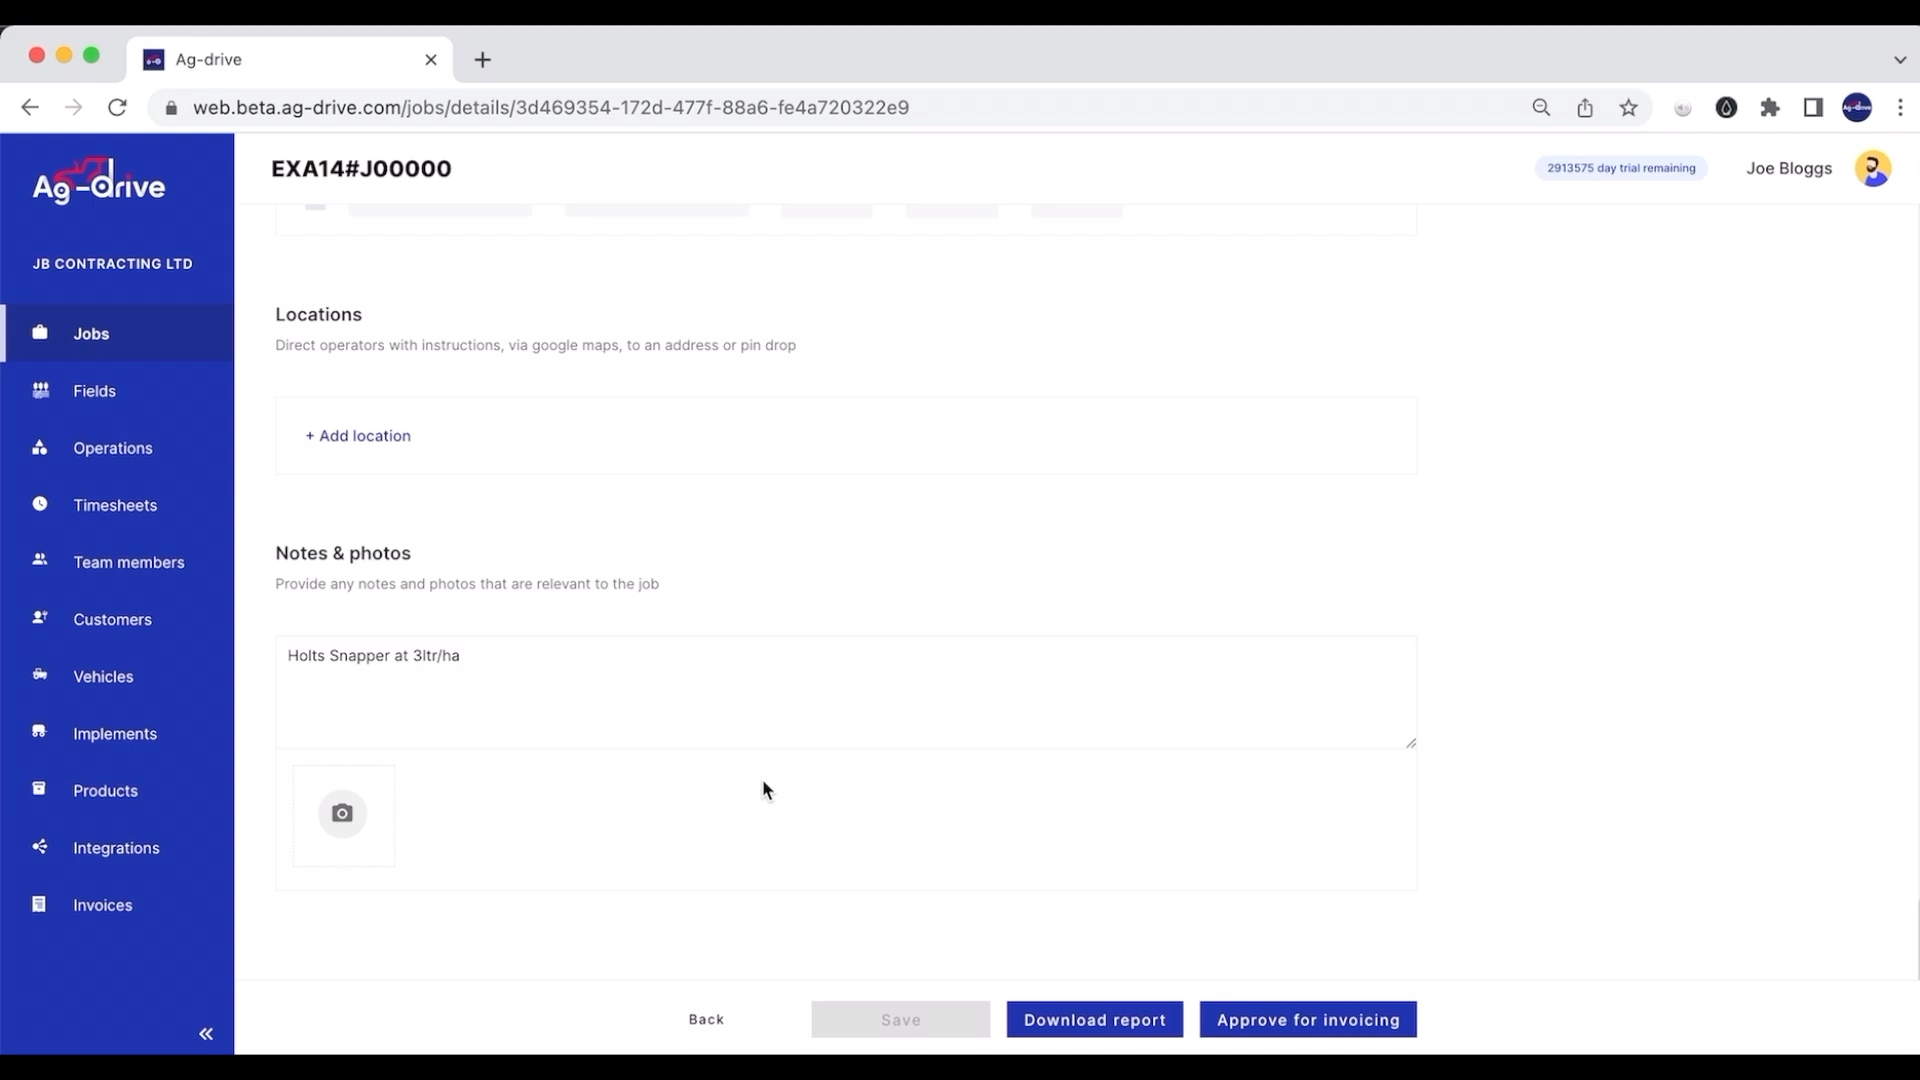 Ag-drive
web.beta.ag-drive.com/jobs/details/3d469354-172d-477f-88a6-fe4a720322e9
Ag-drive
EXA14#J00000
2913575 day trial remaining
Joe Bloggs
JB CONTRACTING LTD
Jobs
Fields
Operations
Timesheets
Team members
Customers
Vehicles
Implements
Products
Integrations
Invoices
Locations
Direct operators with instructions, via google maps, to an address or pin drop
+ Add location
Notes & photos
Provide any notes and photos that are relevant to the job
Holts Snapper at 3ltr/ha
Back
Save
Download report
Approve for invoicing